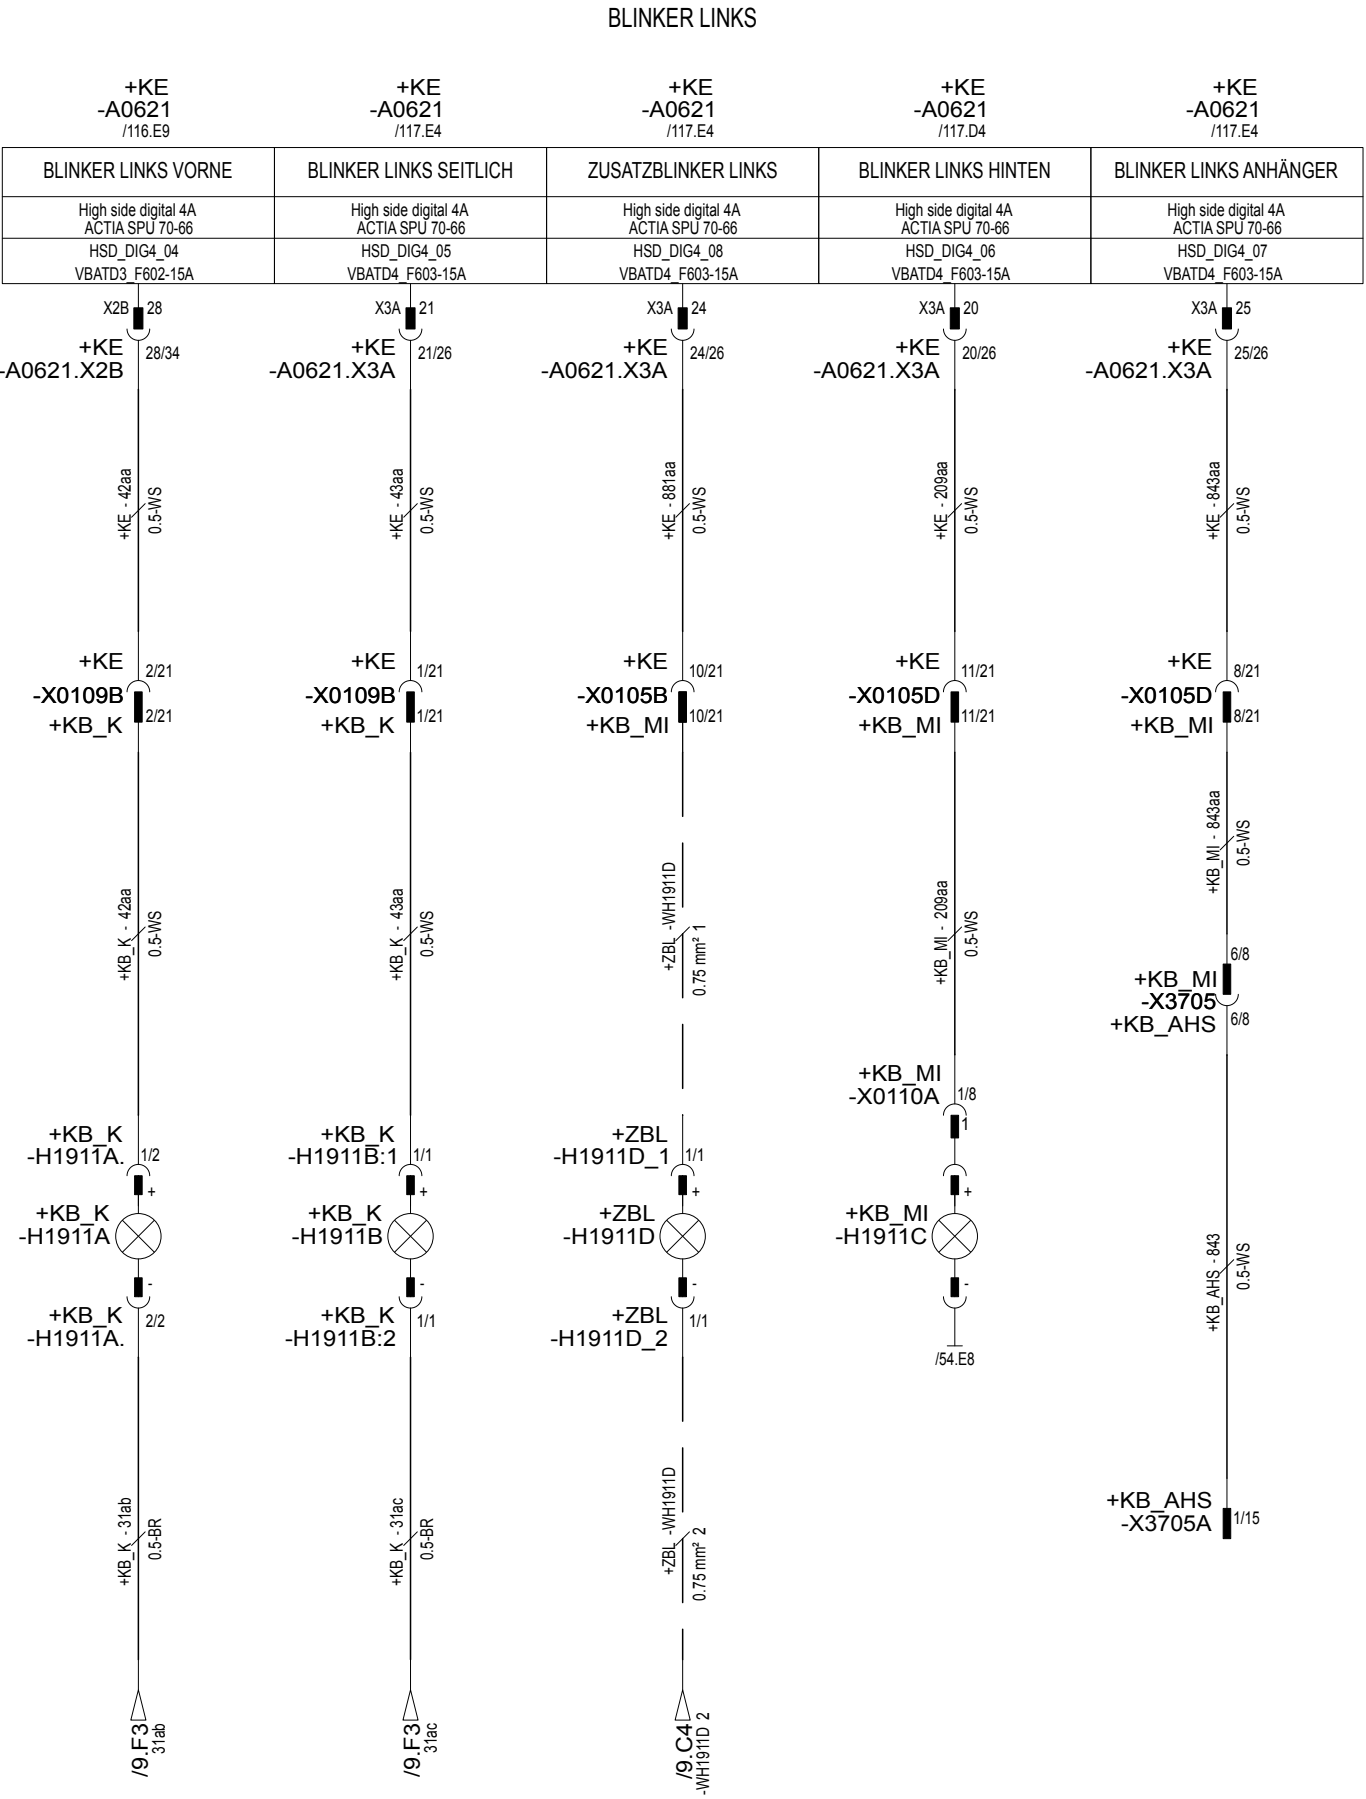 BLINKER LINKS
+KE
-A0621
/116.E9
+KE
-A0621
/117.E4
+KE
-A0621
/117.E4
+KE
-A0621
/117.D4
+KE
-A0621
/117.E4
BLINKER LINKS VORNE
BLINKER LINKS SEITLICH
ZUSATZBLINKER LINKS
BLINKER LINKS HINTEN
BLINKER LINKS ANHÄNGER
High side digital 4A
ACTIA SPU 70-66
High side digital 4A
ACTIA SPU 70-66
High side digital 4A
ACTIA SPU 70-66
High side digital 4A
ACTIA SPU 70-66
High side digital 4A
ACTIA SPU 70-66
HSD_DIG4_04
VBATD3_F602-15A
HSD_DIG4_05
VBATD4_F603-15A
HSD_DIG4_08
VBATD4_F603-15A
HSD_DIG4_06
VBATD4_F603-15A
HSD_DIG4_07
VBATD4_F603-15A
X2B 28
+KE 28/34
-A0621.X2B
X3A 21
+KE 21/26
-A0621.X3A
X3A 24
+KE 24/26
-A0621.X3A
X3A 20
+KE 20/26
-A0621.X3A
X3A 25
+KE 25/26
-A0621.X3A
+KE - 42aa
0.5-WS
+KE - 43aa
0.5-WS
+KE - 881aa
0.5-WS
+KE - 209aa
0.5-WS
+KE - 843aa
0.5-WS
+KE 2/21
-X0109B
+KB_K 2/21
+KE 1/21
-X0109B
+KB_K 1/21
+KE 10/21
-X0105B
+KB_MI 10/21
+KE 11/21
-X0105D
+KB_MI 11/21
+KE 8/21
-X0105D
+KB_MI 8/21
+KB_K - 42aa
0.5-WS
+KB_K - 43aa
0.5-WS
+ZBL -WH1911D
0.75 mm² 1
+KB_MI - 209aa
0.5-WS
+KB_MI - 843aa
0.5-WS
6/8
+KB_MI
-X3705
+KB_AHS 6/8
+KB_MI
-X0110A 1/8
1
+KB_K
-H1911A. 1/2
+
+KB_K
-H1911B:1 1/1
+
+ZBL
-H1911D_1 1/1
+
+
+KB_K
-H1911A
-
+KB_K
-H1911B
-
+ZBL
-H1911D
-
+KB_MI
-H1911C
-
+KB_K 2/2
-H1911A.
+KB_K 1/1
-H1911B:2
+ZBL 1/1
-H1911D_2
/54.E8
+KB_AHS - 843
0.5-WS
+KB_K - 31ab
0.5-BR
+KB_K - 31ac
0.5-BR
+ZBL -WH1911D
0.75 mm² 2
+KB_AHS
-X3705A 1/15
/9.F3
31ab
/9.F3
31ac
/9.C4
-WH1911D 2